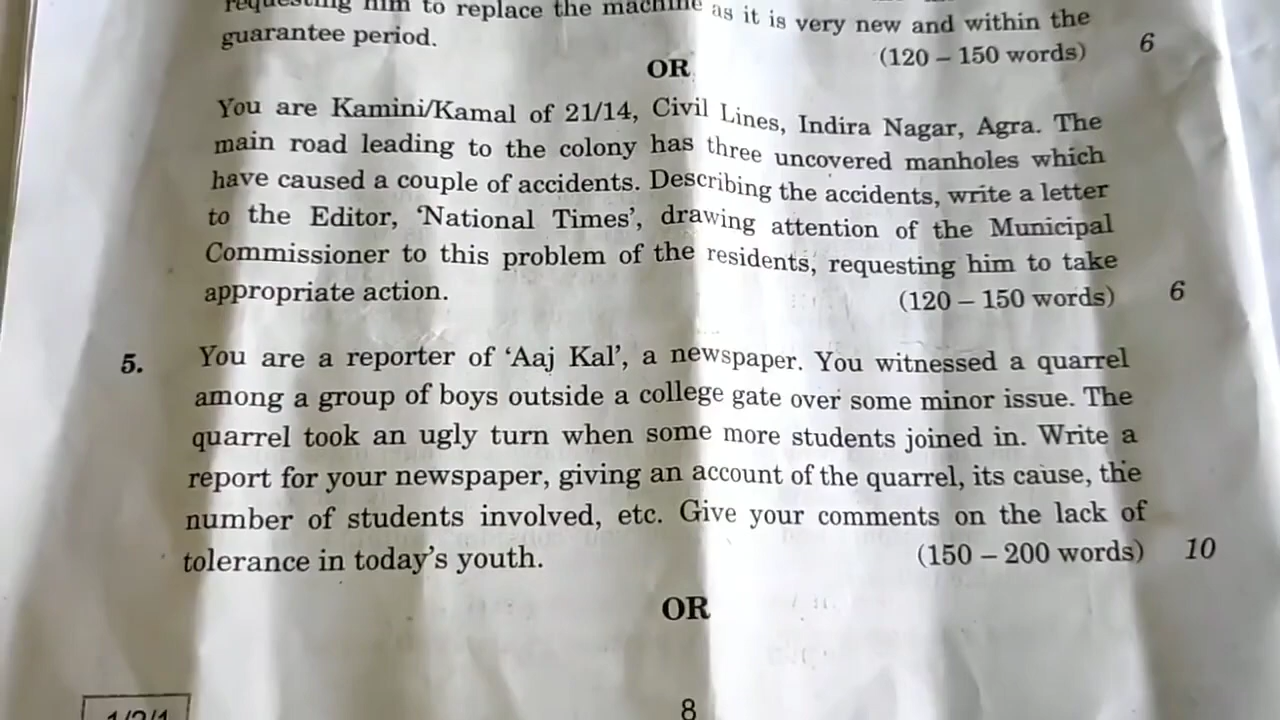 requesting him to replace the machine as it is very new and within the
guarantee period.
(120 – 150 words) 6
OR
You are Kamini/Kamal of 21/14, Civil Lines, Indira Nagar, Agra. The
main road leading to the colony has three uncovered manholes which
have caused a couple of accidents. Describing the accidents, write a letter
to the Editor, ‘National Times’, drawing attention of the Municipal
Commissioner to this problem of the residents, requesting him to take
appropriate action. (120 – 150 words) 6
5. You are a reporter of ‘Aaj Kal’, a newspaper. You witnessed a quarrel
among a group of boys outside a college gate over some minor issue. The
quarrel took an ugly turn when some more students joined in. Write a
report for your newspaper, giving an account of the quarrel, its cause, the
number of students involved, etc. Give your comments on the lack of
tolerance in today’s youth. (150 – 200 words) 10
OR
1/2/1 8